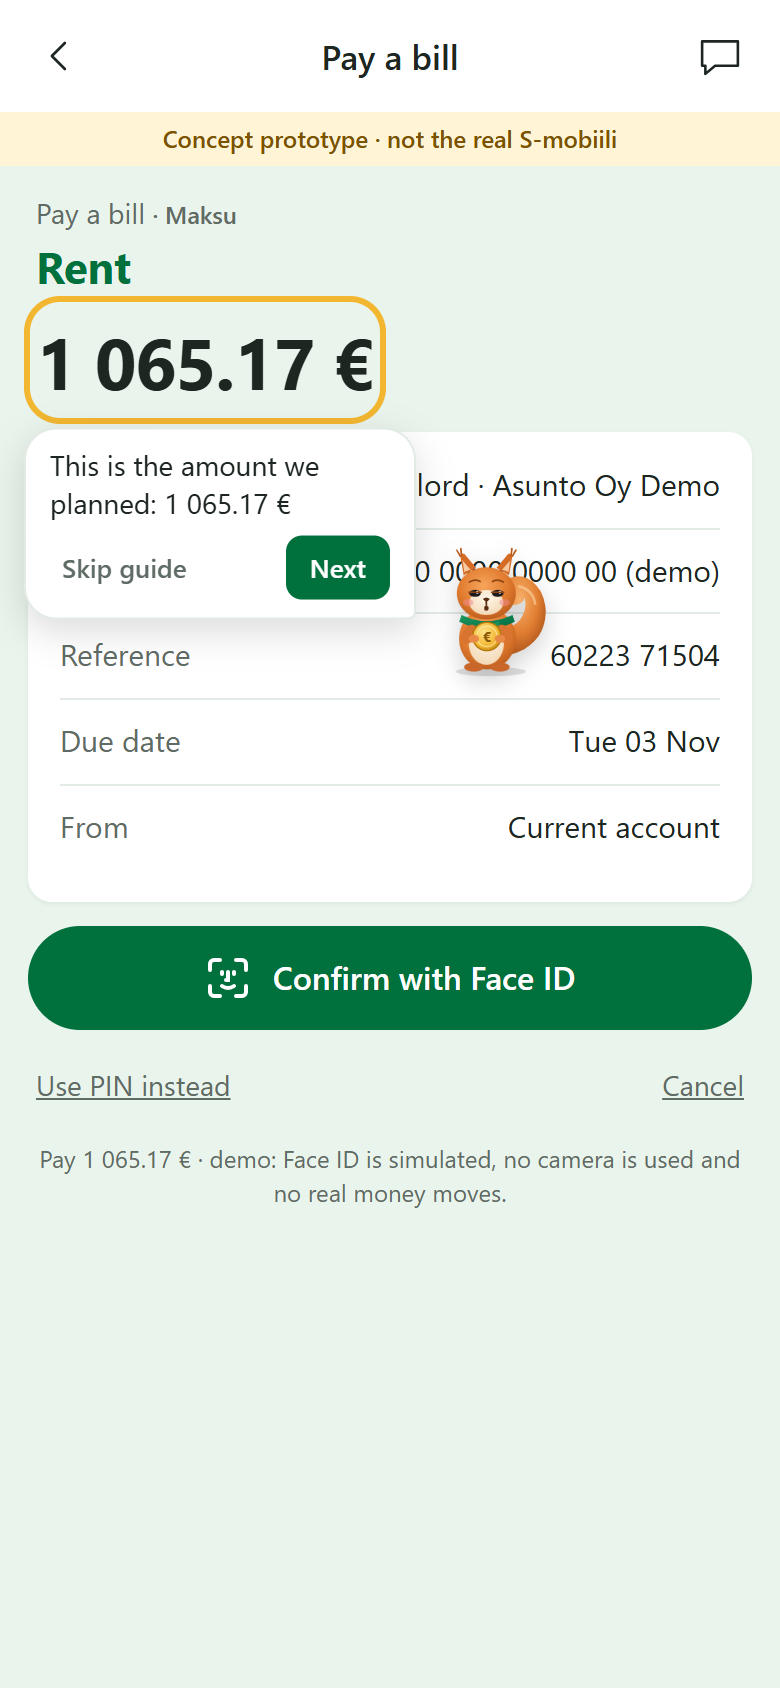 Pay a bill
Concept prototype · not the real S-mobiili
Pay a bill · Maksu
Rent
1 065.17 €
This is the amount we
planned: 1 065.17 €
Skip guide
Next
lord · Asunto Oy Demo
0000 00 (demo)
Reference
60223 71504
Due date
Tue 03 Nov
From
Current account
Confirm with Face ID
Use PIN instead
Cancel
Pay 1 065.17 € · demo: Face ID is simulated, no camera is used and
no real money moves.